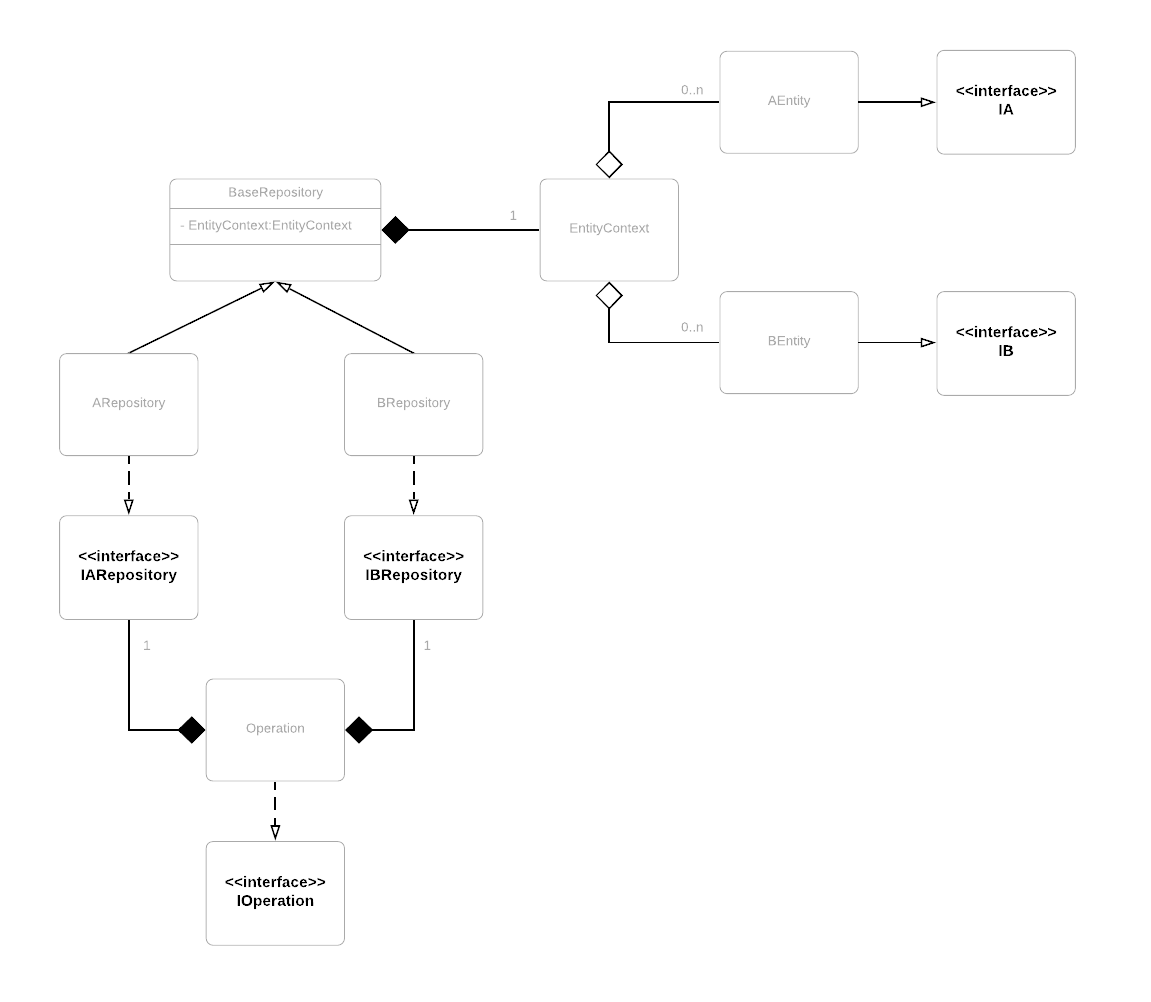 0..n
AEntity
<<interface>>
IA
BaseRepository
- EntityContext:EntityContext
1
EntityContext
0..n
BEntity
<<interface>>
IB
ARepository
BRepository
<<interface>>
IARepository
<<interface>>
IBRepository
1
1
Operation
<<interface>>
IOperation